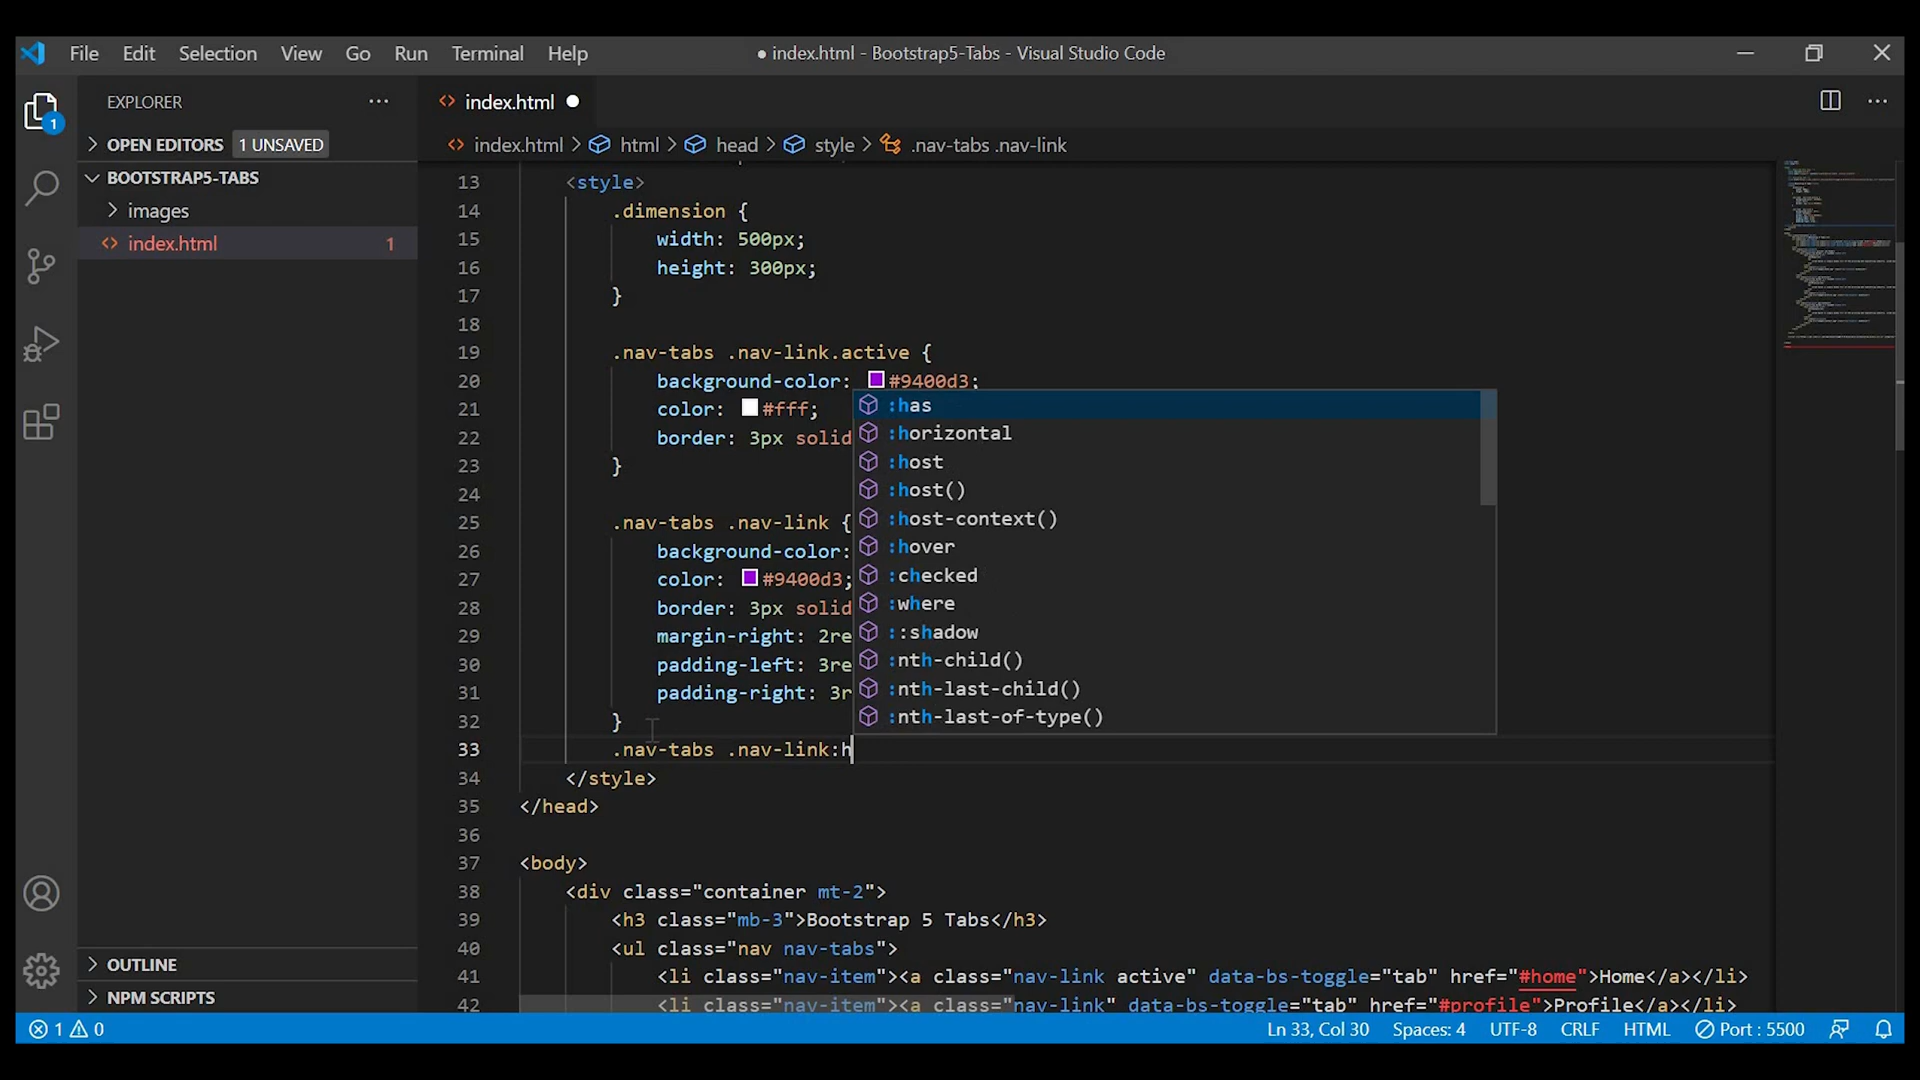 File Edit Selection View Go Run Terminal Help
● index.html - Bootstrap5-Tabs - Visual Studio Code
EXPLORER
index.html
OPEN EDITORS 1 UNSAVED
index.html > html > head > style > .nav-tabs .nav-link
BOOTSTRAP5-TABS
images
index.html 1
13 <style>
14 .dimension {
15 width: 500px;
16 height: 300px;
17 }
18
19 .nav-tabs .nav-link.active {
20 background-color: #9400d3;
21 color: #fff;
22 border: 3px solid
23 }
24
25 .nav-tabs .nav-link {
26 background-color:
27 color: #9400d3;
28 border: 3px solid
29 margin-right: 2re
30 padding-left: 3re
31 padding-right: 3r
32 }
33 .nav-tabs .nav-link:h
34 </style>
35 </head>
36
37 <body>
38 <div class="container mt-2">
39 <h3 class="mb-3">Bootstrap 5 Tabs</h3>
40 <ul class="nav nav-tabs">
41 <li class="nav-item"><a class="nav-link active" data-bs-toggle="tab" href="#home">Home</a></li>
42 <li class="nav-item"><a class="nav-link" data-bs-toggle="tab" href="#profile">Profile</a></li>
:has
:horizontal
:host
:host()
:host-context()
:hover
:checked
:where
::shadow
:nth-child()
:nth-last-child()
:nth-last-of-type()
1
OUTLINE
NPM SCRIPTS
1 0
Ln 33, Col 30 Spaces: 4 UTF-8 CRLF HTML Port : 5500